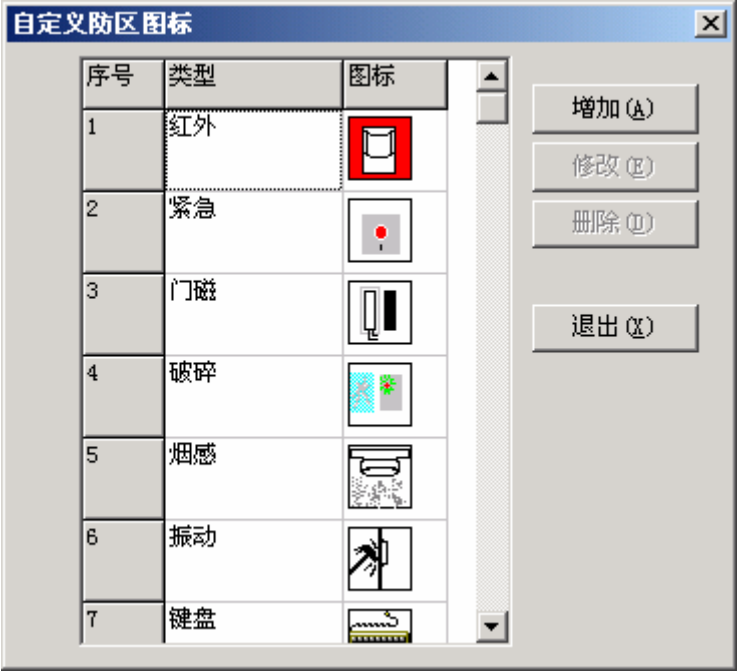 自定义防区图标
序号 类型 图标
增加(A)
1 红外
修改(E)
2 紧急
删除(D)
3 门磁
退出(X)
4 破碎
5 烟感
6 振动
7 键盘